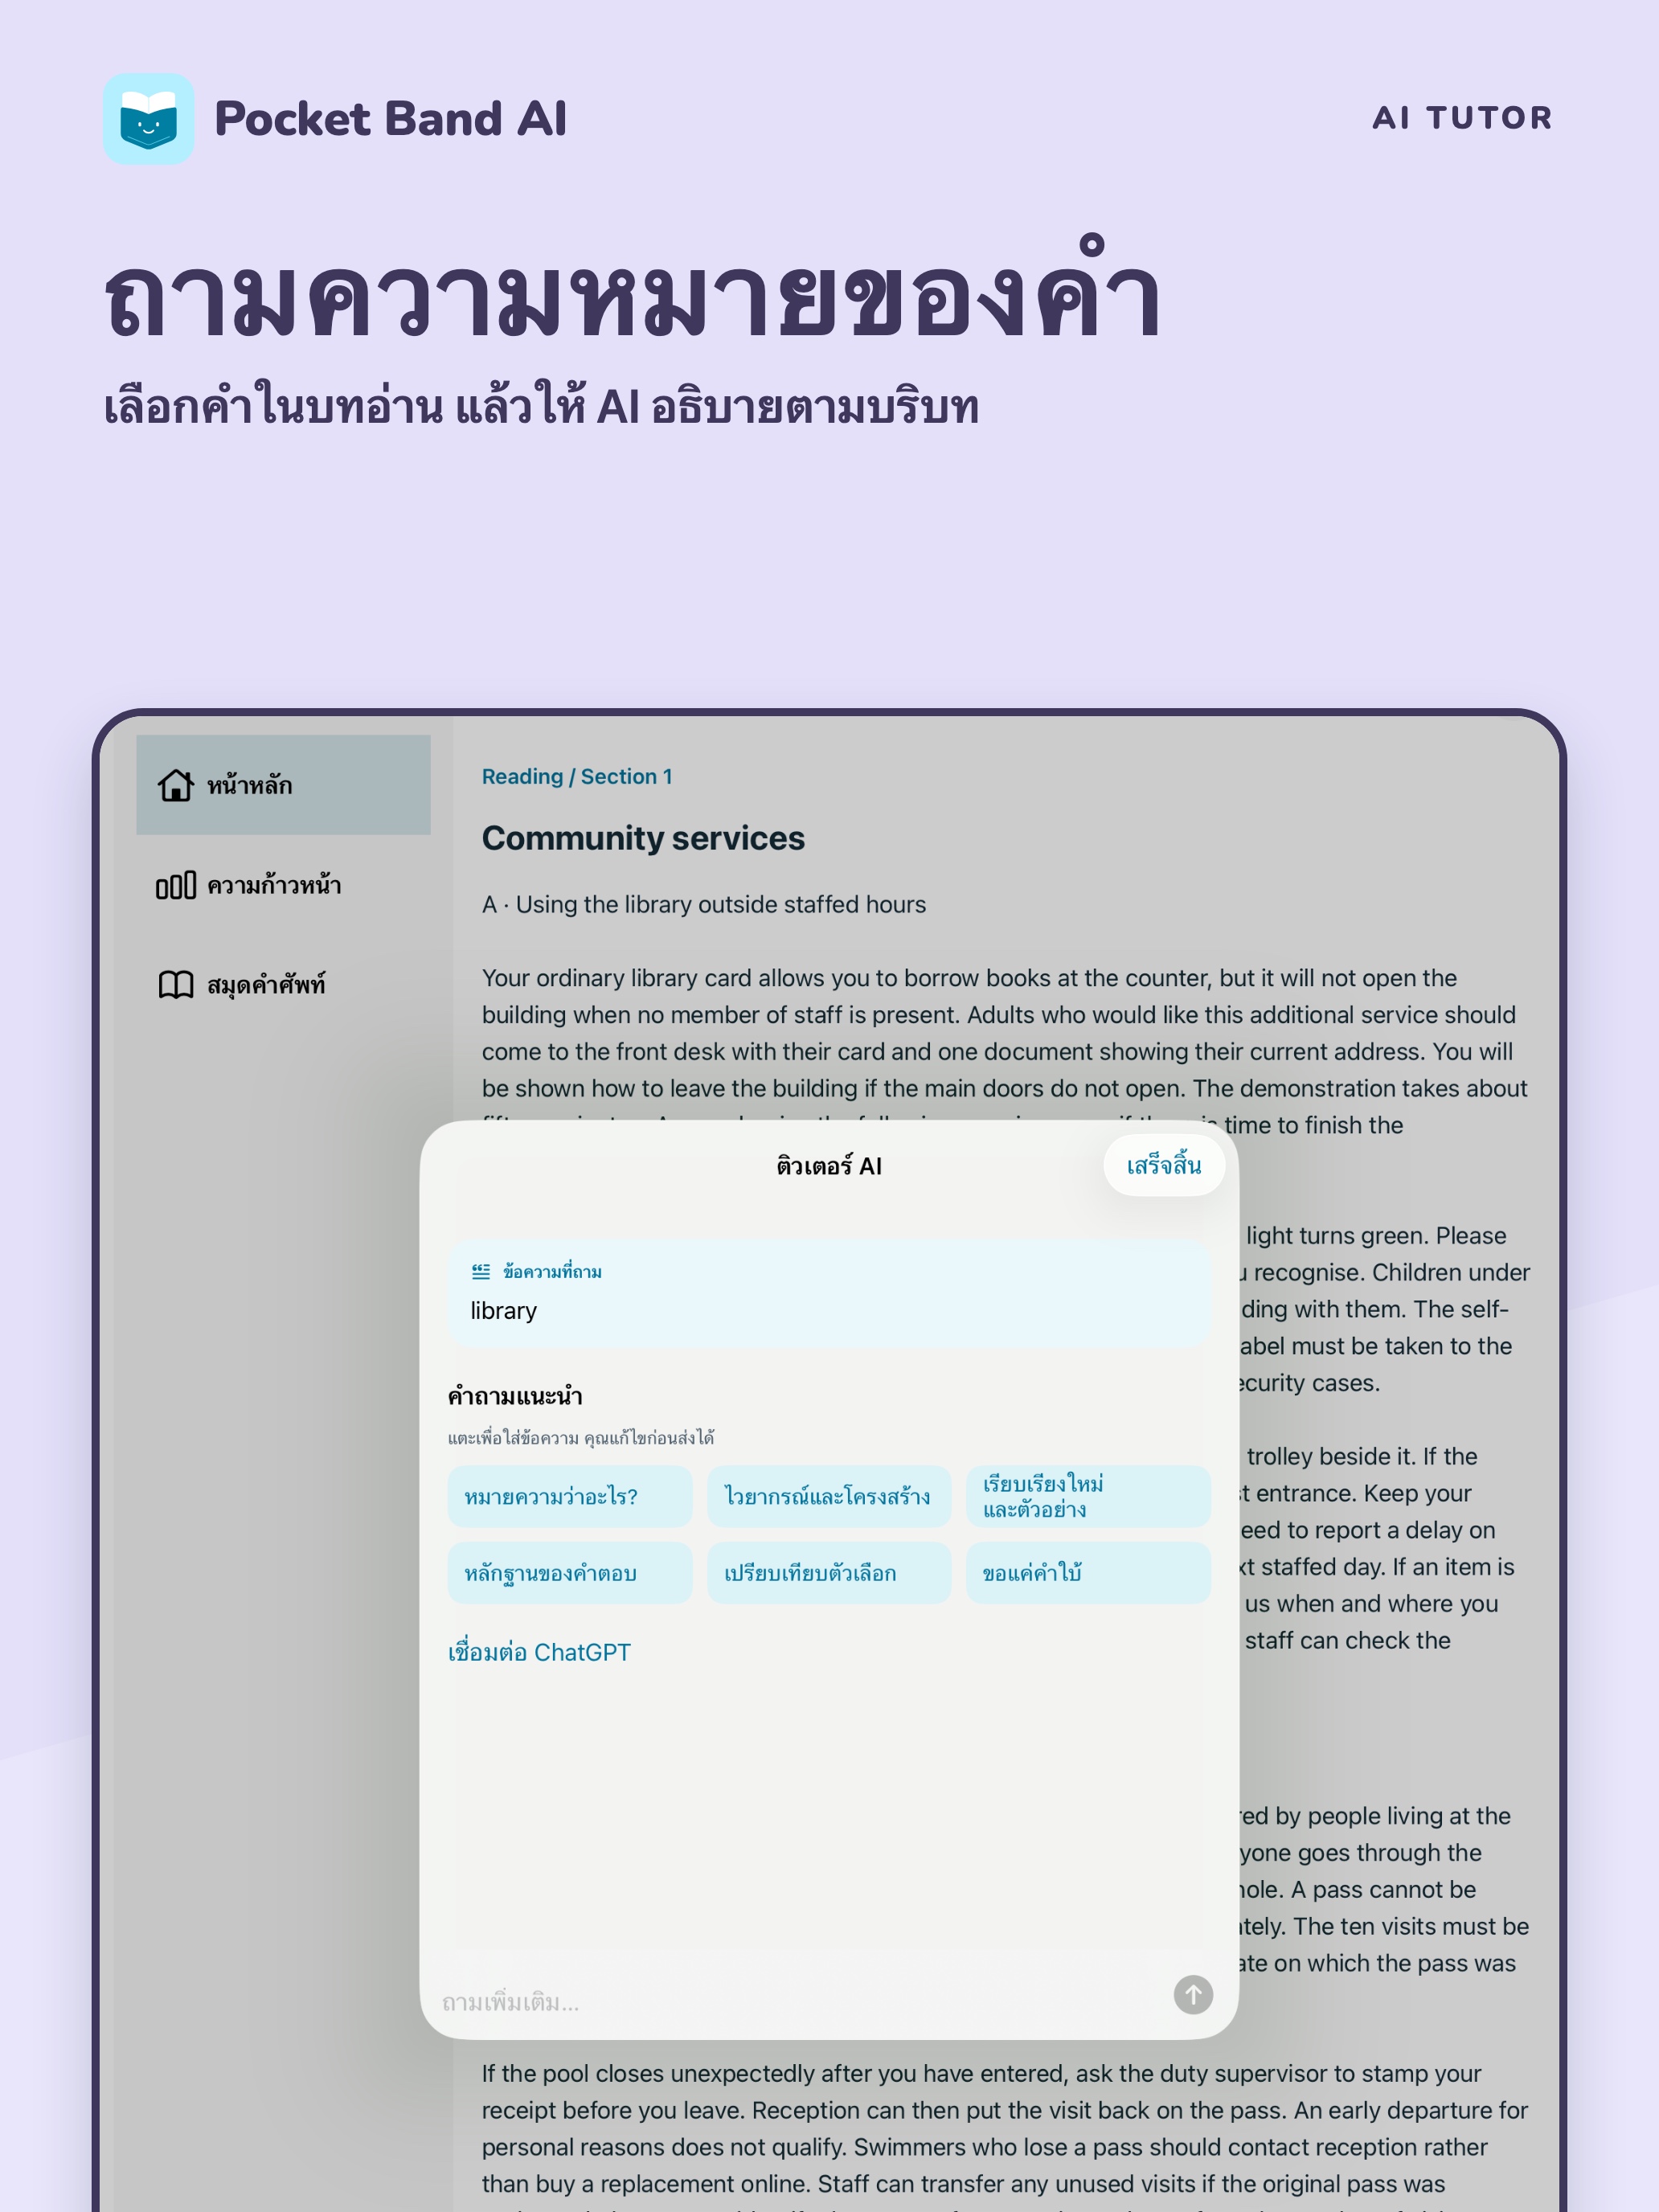 Pocket Band AI
AI TUTOR
ถามความหมายของคำ
เลือกคำในบทอ่าน แล้วให้ AI อธิบายตามบริบท
หน้าหลัก
ความก้าวหน้า
สมุดคำศัพท์
Reading / Section 1
Community services
A · Using the library outside staffed hours
Your ordinary library card allows you to borrow books at the counter, but it will not open the
building when no member of staff is present. Adults who would like this additional service should
come to the front desk with their card and one document showing their current address. You will
be shown how to leave the building if the main doors do not open. The demonstration takes about
time to finish the
ติวเตอร์ AI
เสร็จสิ้น
ข้อความที่ถาม
library
คำถามแนะนำ
แตะเพื่อใส่ข้อความ คุณแก้ไขก่อนส่งได้
หมายความว่าอะไร?
ไวยากรณ์และโครงสร้าง
เรียบเรียงใหม่
และตัวอย่าง
หลักฐานของคำตอบ
เปรียบเทียบตัวเลือก
ขอแค่คำใบ้
เชื่อมต่อ ChatGPT
ถามเพิ่มเติม...
light turns green. Please
recognise. Children under
ding with them. The self-
abel must be taken to the
ecurity cases.
trolley beside it. If the
entrance. Keep your
eed to report a delay on
xt staffed day. If an item is
us when and where you
staff can check the
red by people living at the
yone goes through the
hole. A pass cannot be
ately. The ten visits must be
ate on which the pass was
If the pool closes unexpectedly after you have entered, ask the duty supervisor to stamp your
receipt before you leave. Reception can then put the visit back on the pass. An early departure for
personal reasons does not qualify. Swimmers who lose a pass should contact reception rather
than buy a replacement online. Staff can transfer any unused visits if the original pass was